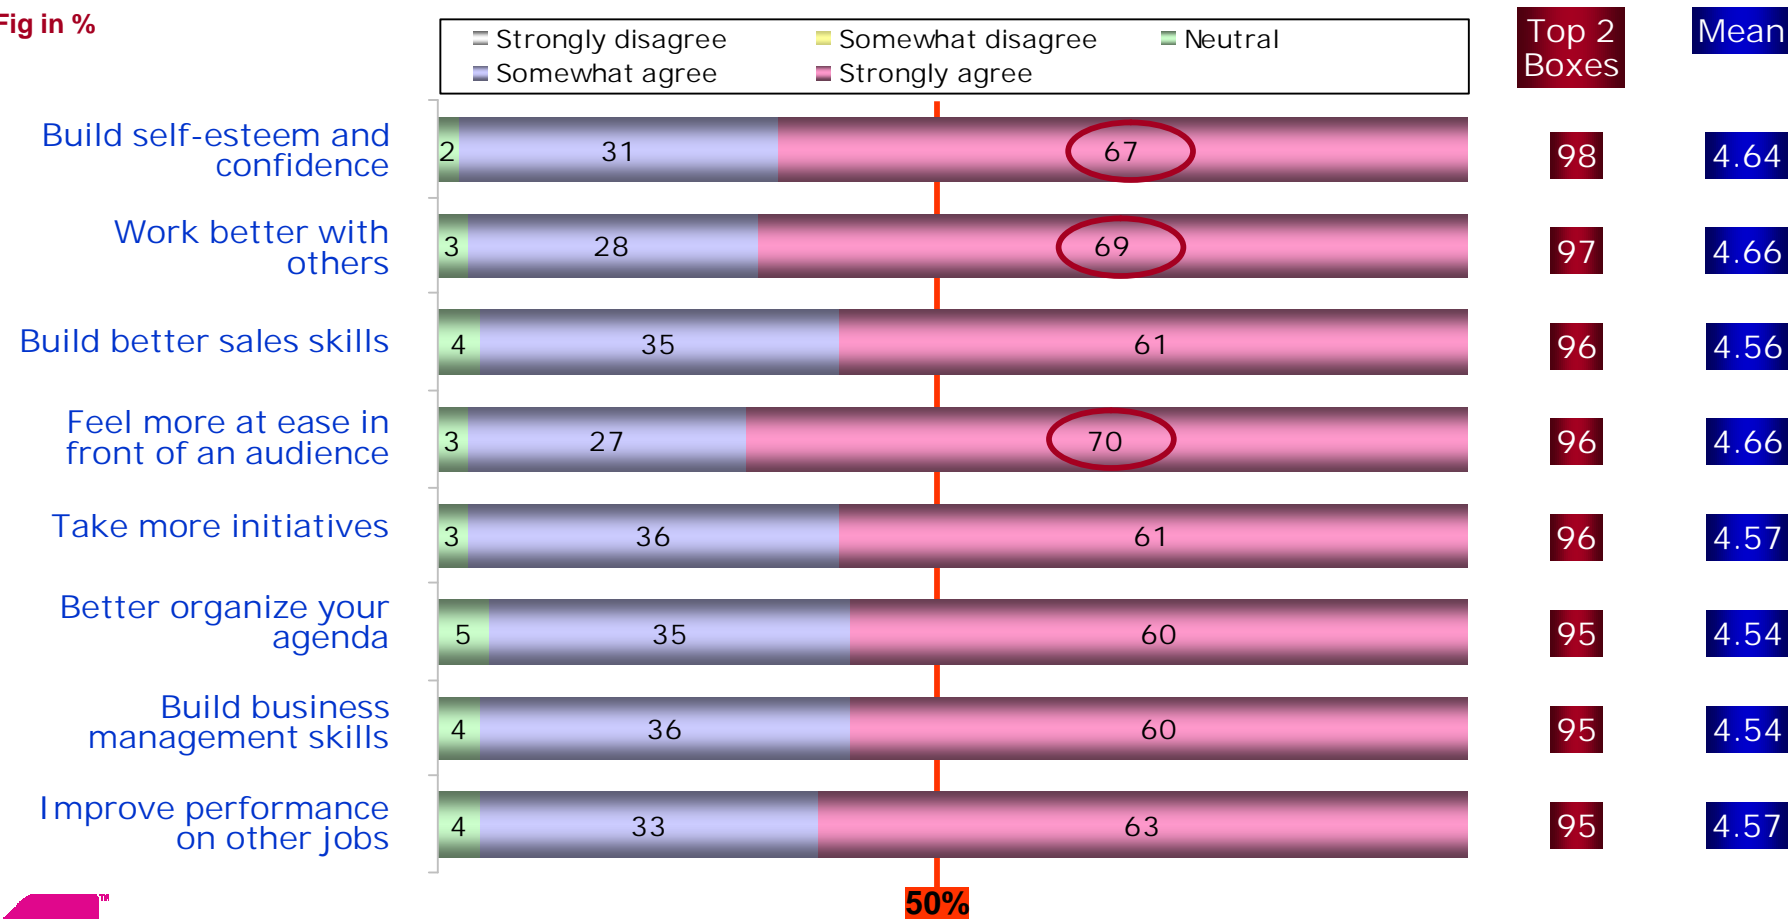 Fig in %
Strongly disagree Somewhat disagree Neutral
Somewhat agree Strongly agree
Top 2
Boxes
Mean
Build self-esteem and
confidence
2 31 67 98 4.64
Work better with
others
3 28 69 97 4.66
Build better sales skills
4 35 61 96 4.56
Feel more at ease in
front of an audience
3 27 70 96 4.66
Take more initiatives
3 36 61 96 4.57
Better organize your
agenda
5 35 60 95 4.54
Build business
management skills
4 36 60 95 4.54
Improve performance
on other jobs
4 33 63 95 4.57
50%
TM